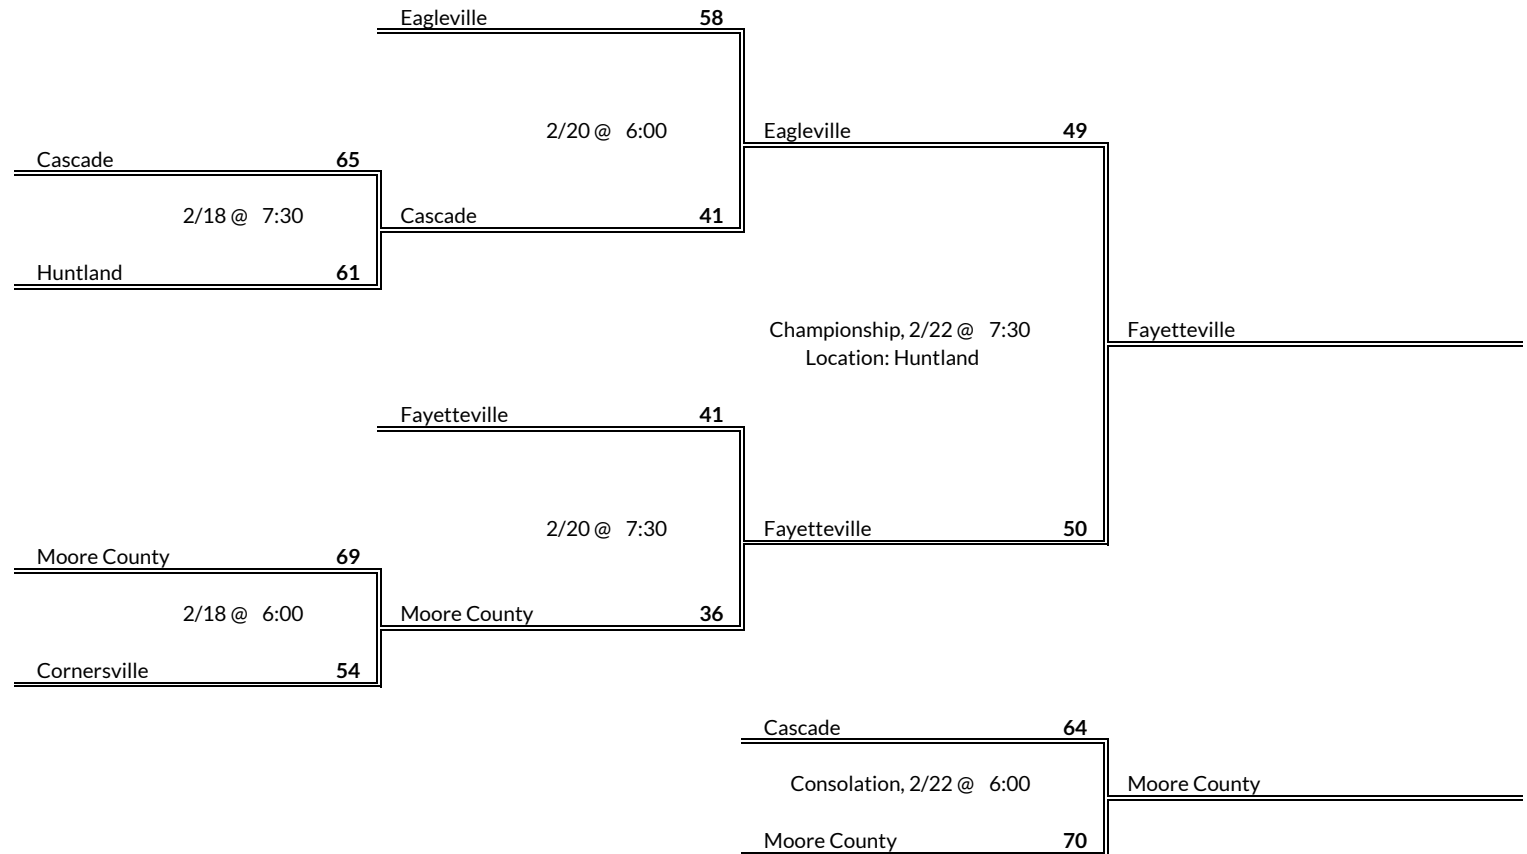 Eagleville 58
2/20 @ 6:00
Eagleville 49
Cascade 65
2/18 @ 7:30
Cascade 41
Huntland 61
Championship, 2/22 @ 7:30
Fayetteville
Location: Huntland
Fayetteville 41
2/20 @ 7:30
Fayetteville 50
Moore County 69
2/18 @ 6:00
Moore County 36
Cornersville 54
Cascade 64
Consolation, 2/22 @ 6:00
Moore County
Moore County 70